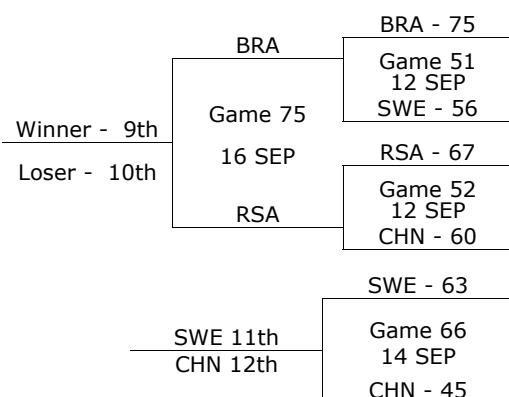 BRA - 75
BRA
Game 51
12 SEP
Game 75
SWE - 56
Winner - 9th
16 SEP
RSA - 67
Loser - 10th
Game 52
12 SEP
RSA
CHN - 60
SWE - 63
SWE 11th
Game 66
14 SEP
CHN 12th
CHN - 45